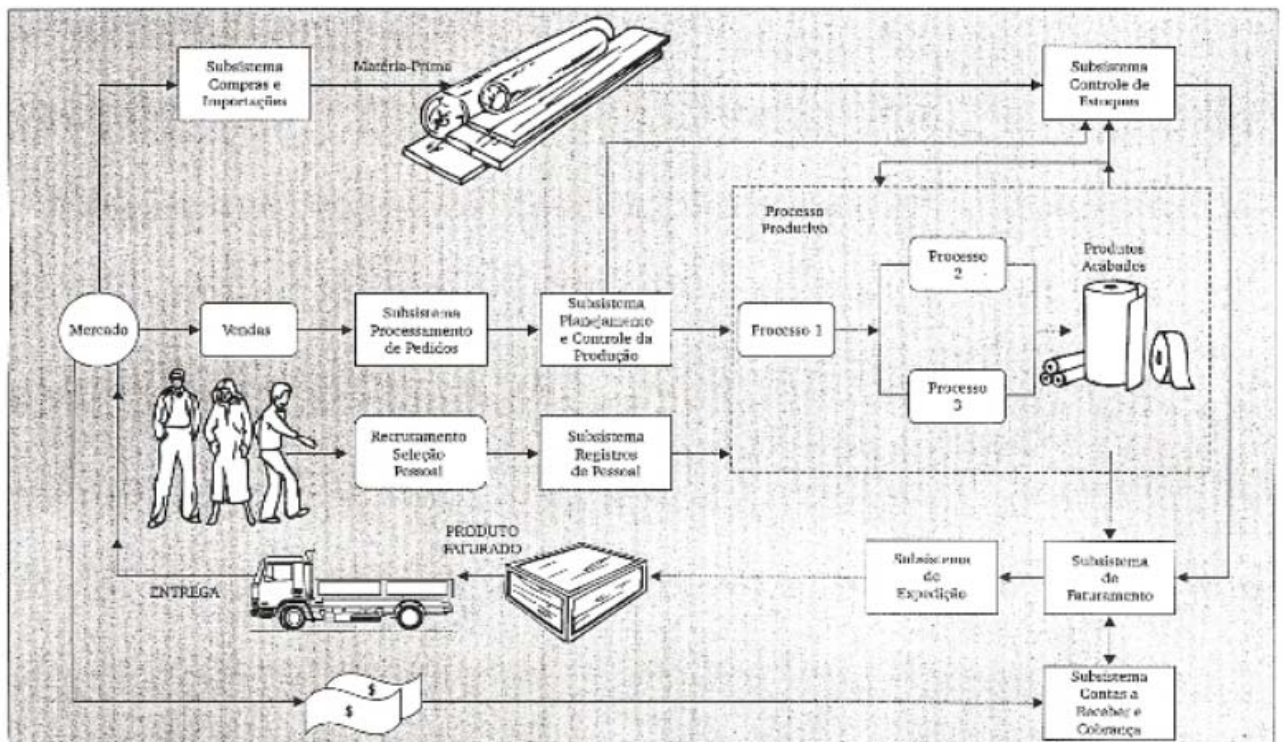 Subsistema
Compras e
Importações
Matéria-Prima
Subsistema
Controle de
Estoques
Processo
Produtivo
Processo
2
Produtos
Acabados
Mercado
Vendas
Subsistema
Processamento
de Pedidos
Subsistema
Planejamento
e Controle da
Produção
Processo 1
Processo
3
Recrutamento
Seleção
Pessoal
Subsistema
Registros
de Pessoal
PRODUTO
FATURADO
ENTREGA
Subsistema
de
Expedição
Subsistema
de
Faturamento
$
$
Subsistema
Contas a
Receber e
Cobrança